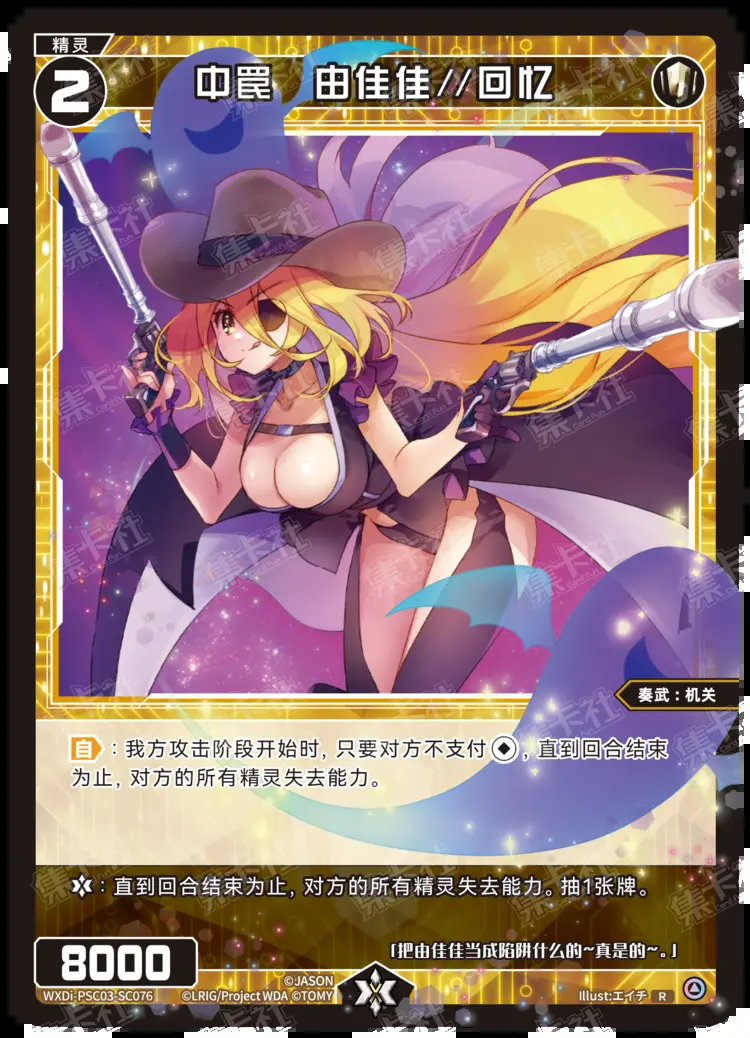 精灵
2
中罠 由佳佳//回忆
奏武：机关
自：我方攻击阶段开始时，只要对方不支付，直到回合结束
为止，对方的所有精灵失去能力。
：直到回合结束为止，对方的所有精灵失去能力。抽1张牌。
「把由佳佳当成陷阱什么的~真是的~。」
8000
©JASON
WXDi-PSC03-SC076 ©LRIG/Project WDA ©TOMY Illust:エイチ R
集卡社